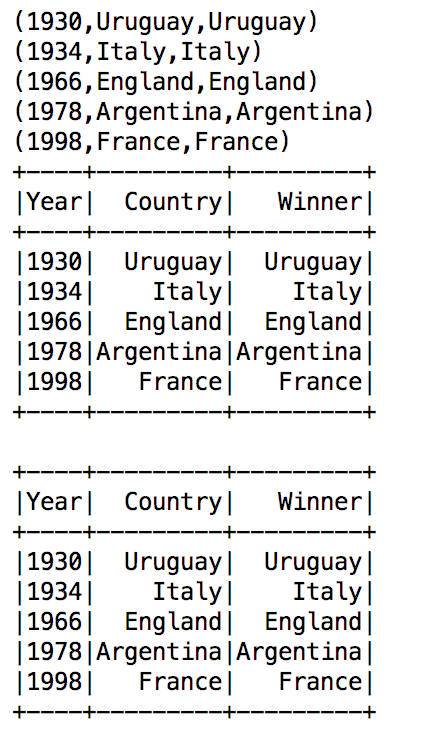 (1930,Uruguay,Uruguay)
(1934,Italy,Italy)
(1966,England,England)
(1978,Argentina,Argentina)
(1998,France,France)
+----+---------+---------+
|Year|  Country|   Winner|
+----+---------+---------+
|1930|  Uruguay|  Uruguay|
|1934|    Italy|    Italy|
|1966|  England|  England|
|1978|Argentina|Argentina|
|1998|   France|   France|
+----+---------+---------+

+----+---------+---------+
|Year|  Country|   Winner|
+----+---------+---------+
|1930|  Uruguay|  Uruguay|
|1934|    Italy|    Italy|
|1966|  England|  England|
|1978|Argentina|Argentina|
|1998|   France|   France|
+----+---------+---------+